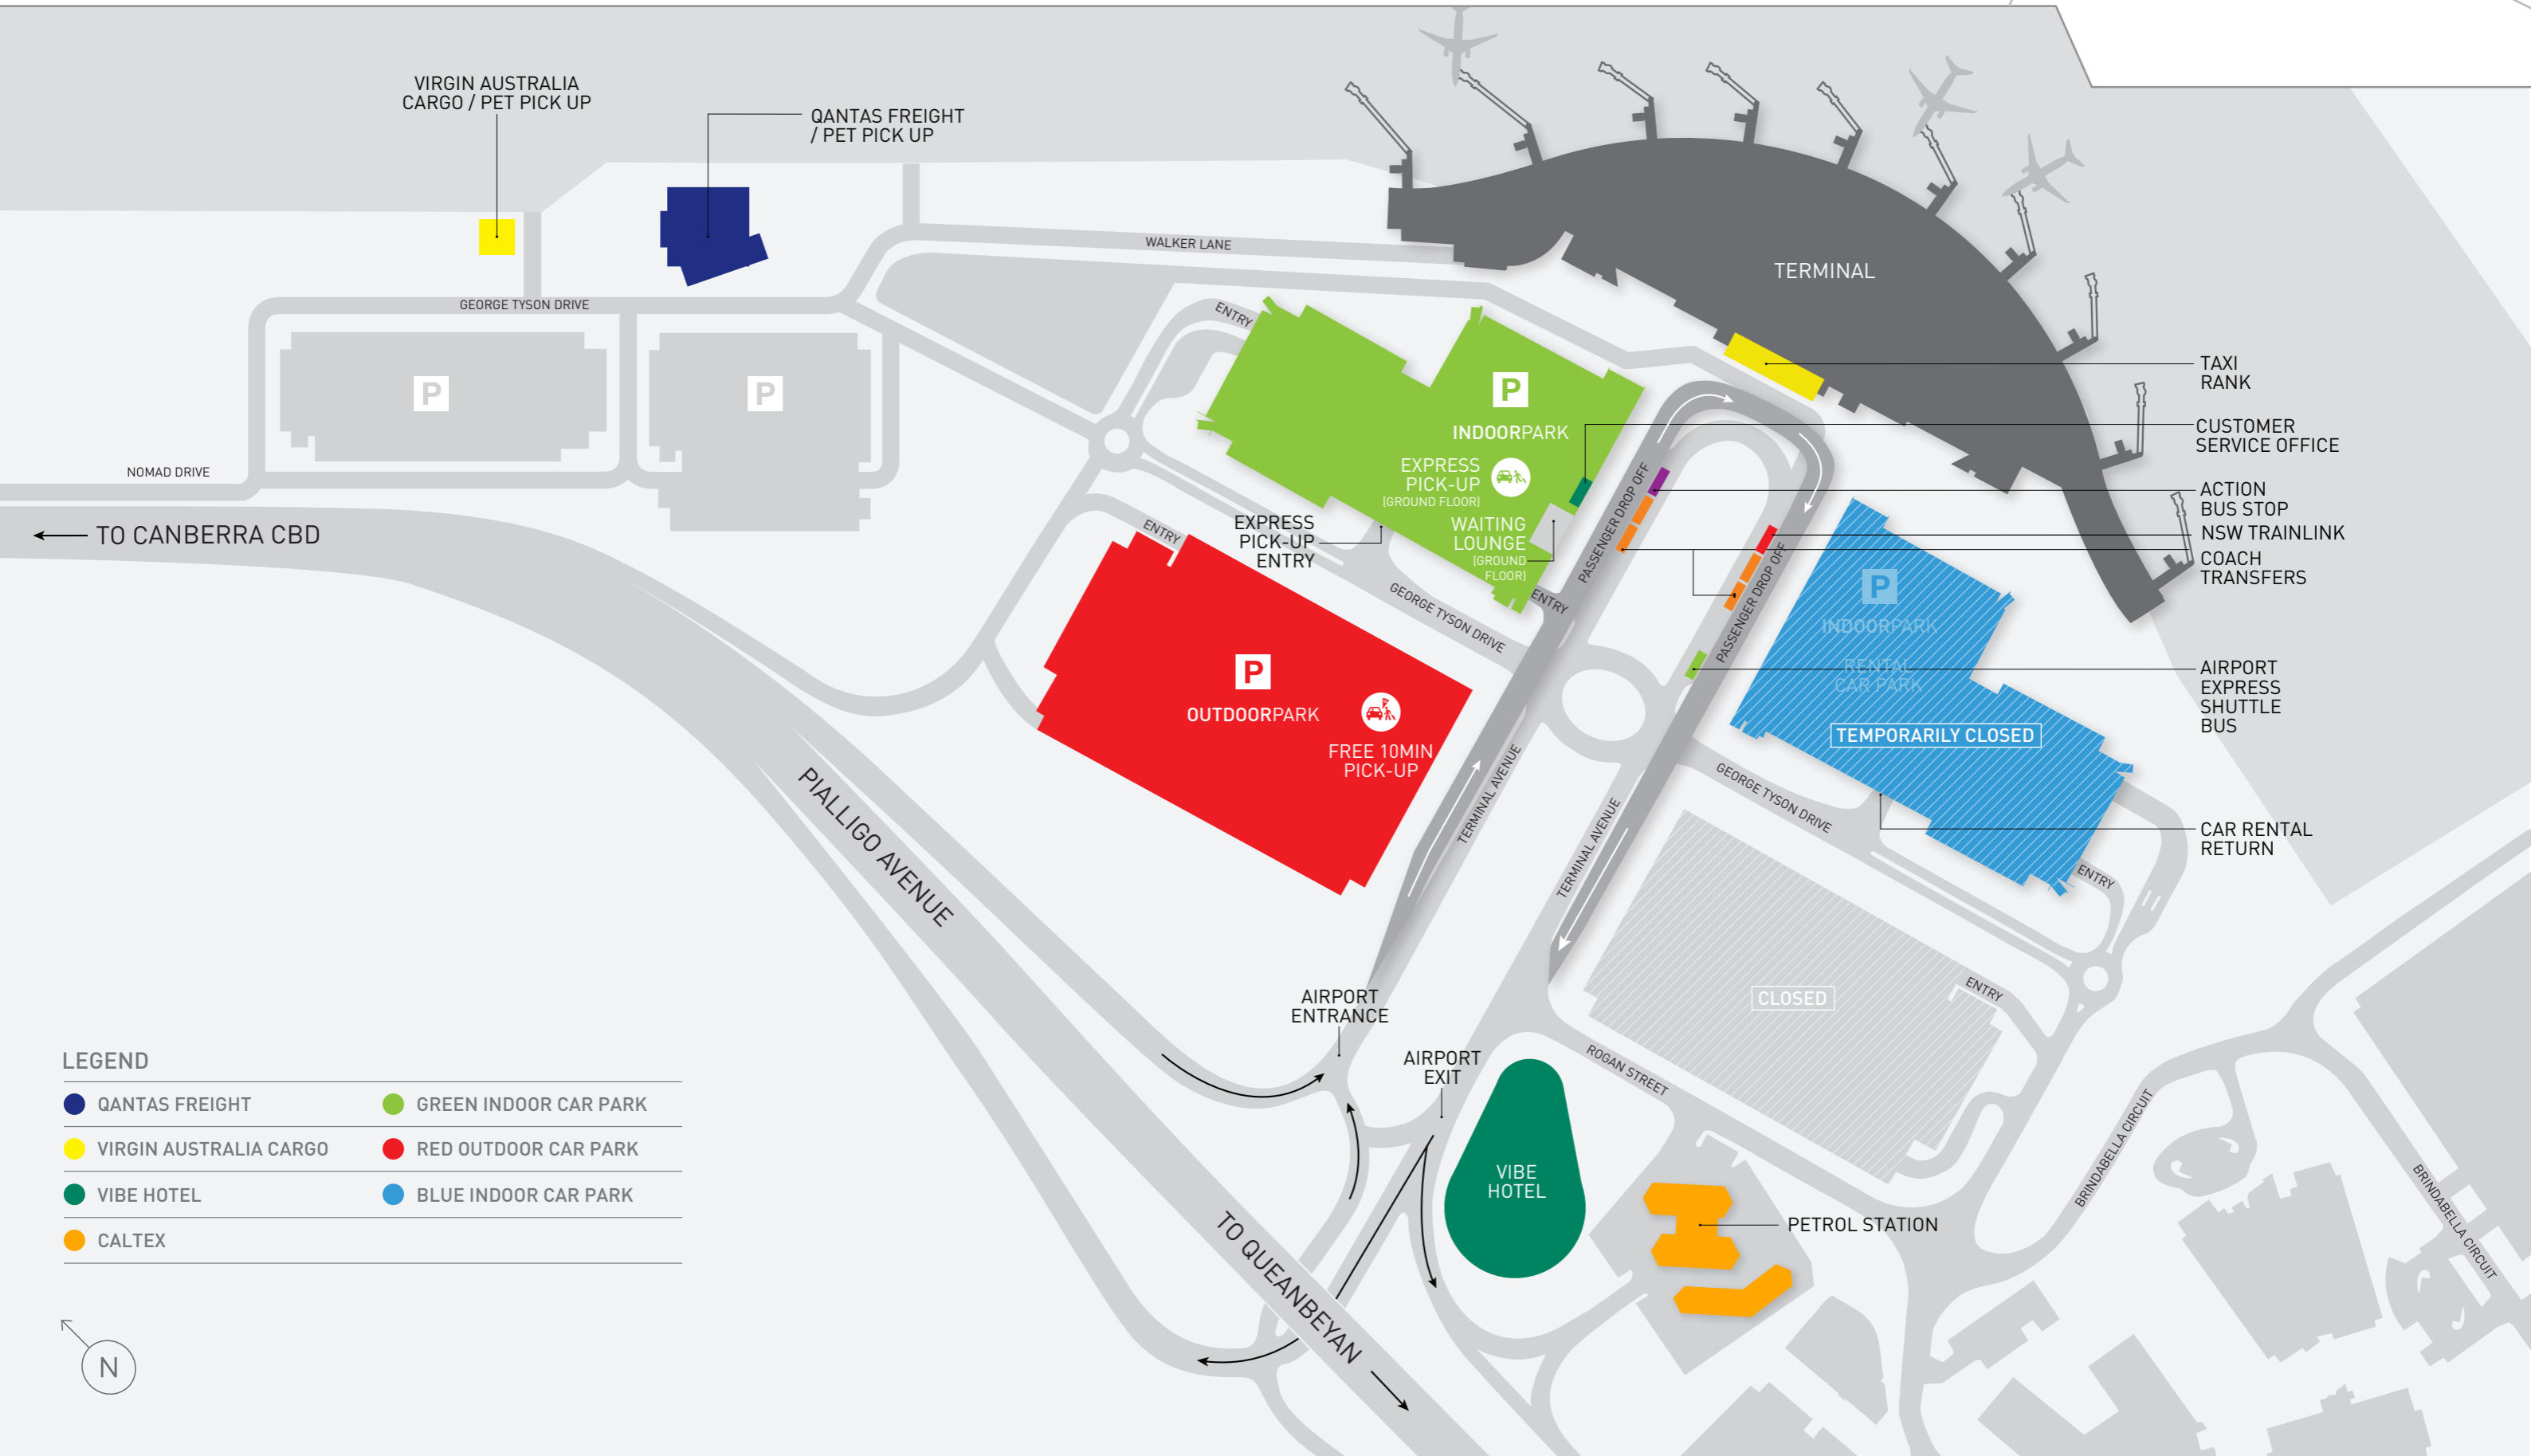 VIRGIN AUSTRALIA
CARGO / PET PICK UP
QANTAS FREIGHT
/ PET PICK UP
WALKER LANE
TERMINAL
GEORGE TYSON DRIVE
ENTRY
P
P
P
INDOORPARK
EXPRESS
PICK-UP
(GROUND FLOOR)
WAITING
LOUNGE
(GROUND
FLOOR)
TAXI
RANK
CUSTOMER
SERVICE OFFICE
ACTION
BUS STOP
NSW TRAINLINK
COACH
TRANSFERS
NOMAD DRIVE
TO CANBERRA CBD
ENTRY
EXPRESS
PICK-UP
ENTRY
PASSENGER DROP OFF
PASSENGER DROP OFF
ENTRY
GEORGE TYSON DRIVE
P
INDOORPARK
RENTAL
CAR PARK
TEMPORARILY CLOSED
AIRPORT
EXPRESS
SHUTTLE
BUS
P
OUTDOORPARK
FREE 10MIN
PICK-UP
P
TERMINAL AVENUE
TERMINAL AVENUE
GEORGE TYSON DRIVE
CAR RENTAL
RETURN
ENTRY
PIALLIGO AVENUE
CLOSED
ENTRY
AIRPORT
ENTRANCE
AIRPORT
EXIT
ROGAN STREET
BRINDABELLA CIRCUIT
BRINDABELLA CIRCUIT
VIBE
HOTEL
PETROL STATION
TO QUEANBEYAN
LEGEND
QANTAS FREIGHT
GREEN INDOOR CAR PARK
VIRGIN AUSTRALIA CARGO
RED OUTDOOR CAR PARK
VIBE HOTEL
BLUE INDOOR CAR PARK
CALTEX
N